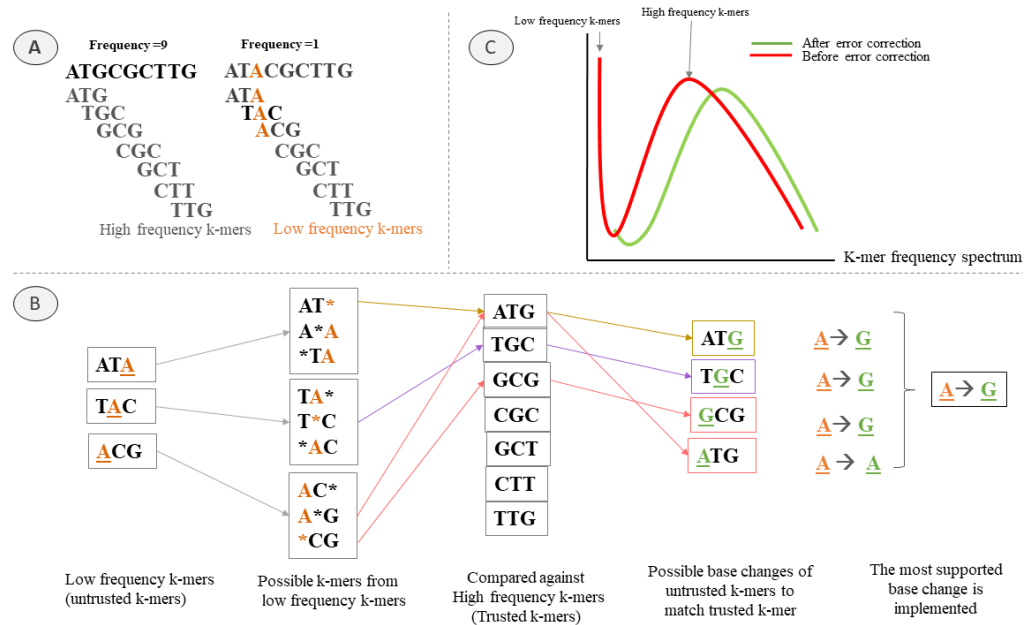 A
Frequency =9
ATGCGCTTG
ATG
TGC
GCG
CGC
GCT
CTT
TTG
High frequency k-mers
Frequency=1
ATACGCTTG
ATA
TAC
ACG
CGC
GCT
CTT
TTG
Low frequency k-mers
C
Low frequency k-mers
High frequency k-mers
After error correction
Before error correction
K-mer frequency spectrum
B
ATA
TAC
ACG
Low frequency k-mers
(untrusted k-mers)
AT*
A*A
*TA
TA*
T*C
*AC
AC*
A*G
*CG
Possible k-mers from
low frequency k-mers
ATG
TGC
GCG
CGC
GCT
CTT
TTG
Compared against
High frequency k-mers
(Trusted k-mers)
ATG
TGC
GCG
ATG
Possible base changes of
untrusted k-mers to
match trusted k-mer
A → G
A → G
A → G
A → A
A → G
The most supported
base change is
implemented